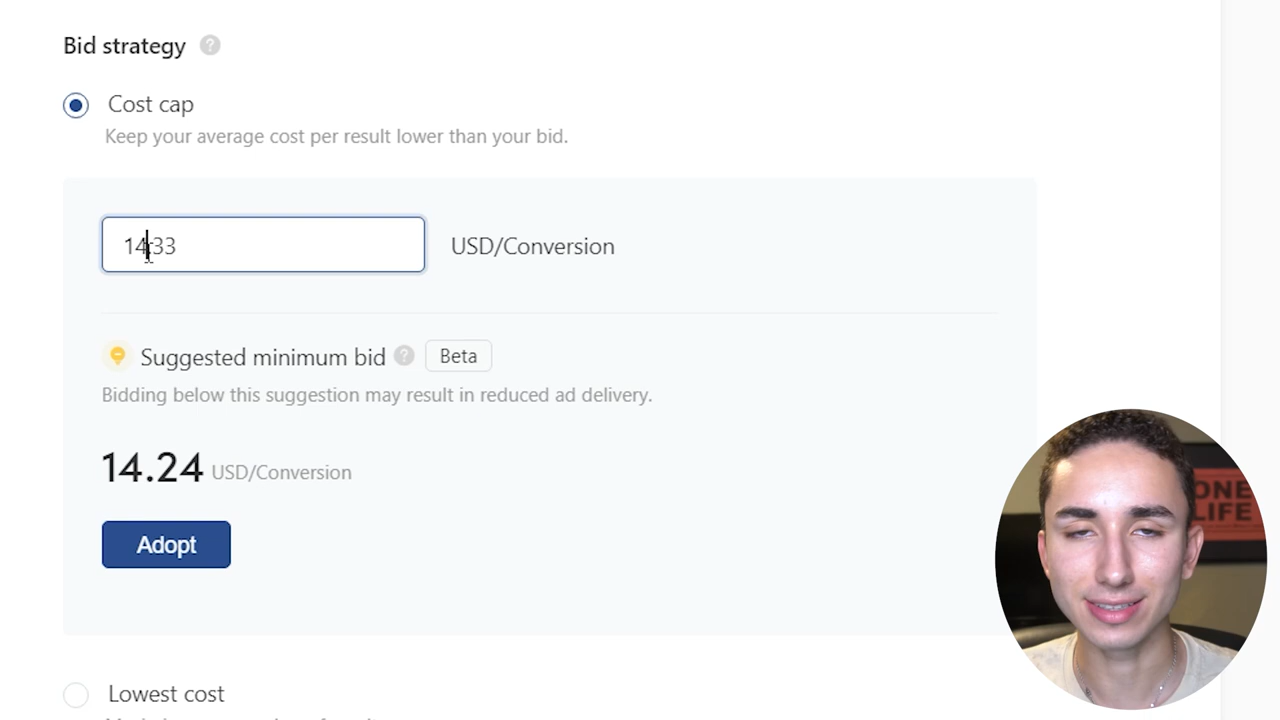 Bid strategy ?
Cost cap
Keep your average cost per result lower than your bid.
14.33 USD/Conversion
Suggested minimum bid ? Beta
Bidding below this suggestion may result in reduced ad delivery.
14.24 USD/Conversion
Adopt
ONE
LIFE
Lowest cost